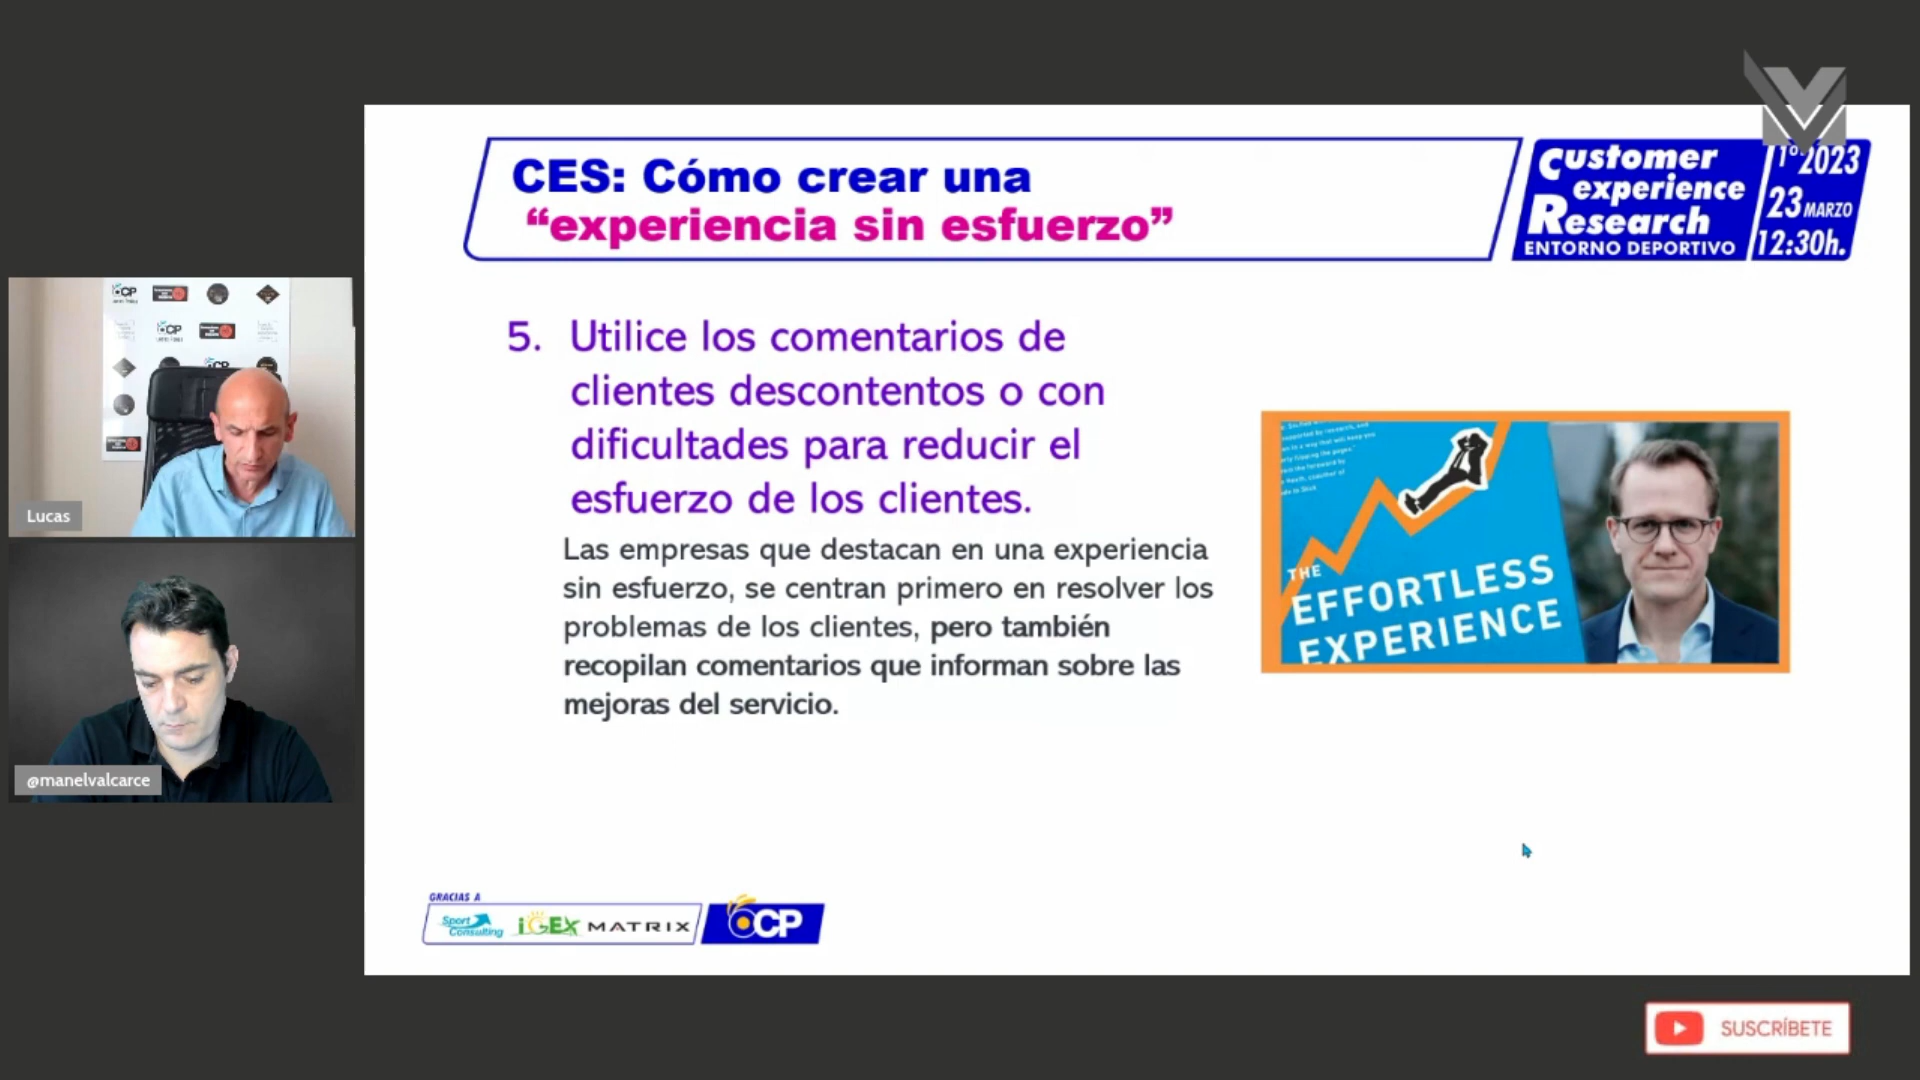 CES: Cómo crear una
“experiencia sin esfuerzo”
Customer
experience
Research
ENTORNO DEPORTIVO
1º 2023
23 MARZO
12:30h.
5. Utilice los comentarios de
clientes descontentos o con
dificultades para reducir el
esfuerzo de los clientes.
Las empresas que destacan en una experiencia
sin esfuerzo, se centran primero en resolver los
problemas de los clientes, pero también
recopilan comentarios que informan sobre las
mejoras del servicio.
THE
EFFORTLESS
EXPERIENCE
Lucas
@manelvalcarce
GRACIAS A
Sport
Consulting
iGEX
MATRIX
OCP
SUSCRÍBETE